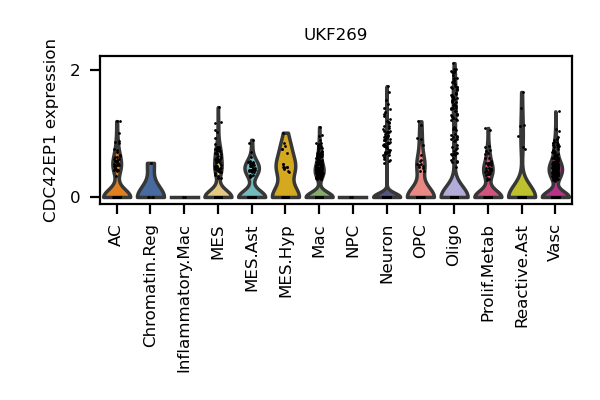 UKF269
CDC42EP1 expression
2
0
AC
Chromatin.Reg
Inflammatory.Mac
MES
MES.Ast
MES.Hyp
Mac
NPC
Neuron
OPC
Oligo
Prolif.Metab
Reactive.Ast
Vasc